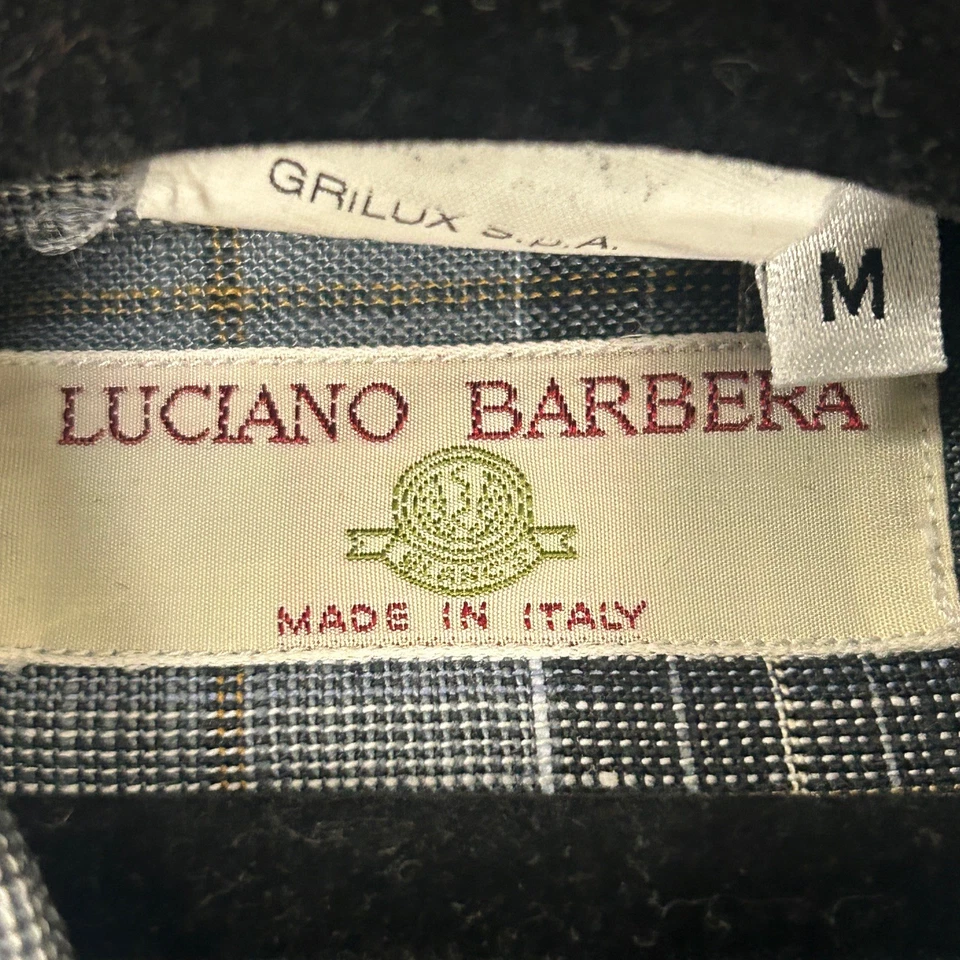 GRiLUX S.p.A.
M
LUCIANO BARBERA
MADE IN ITALY